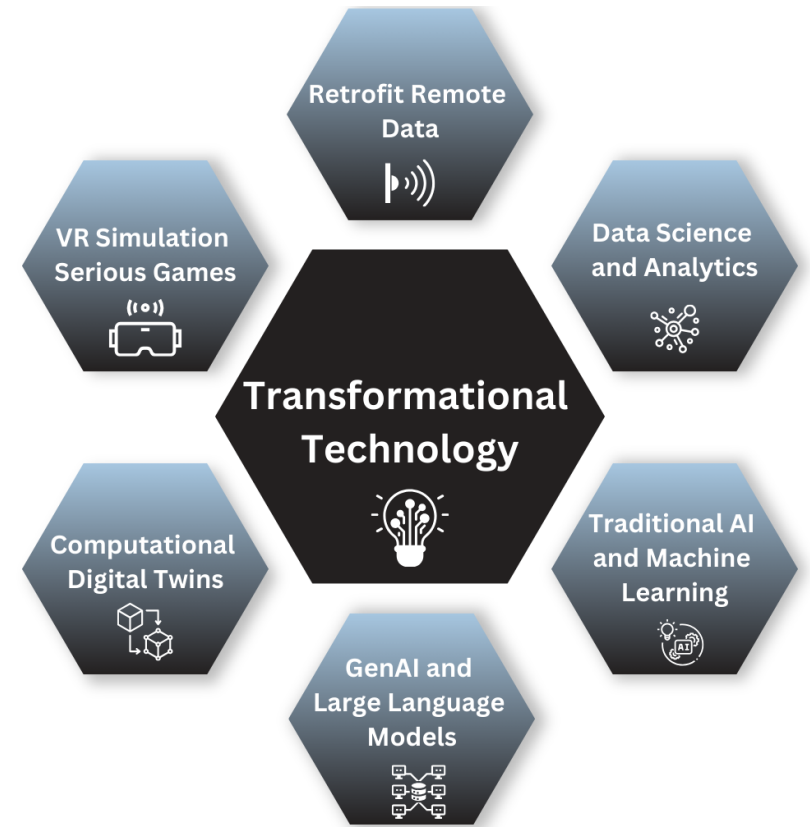 Retrofit Remote
Data
VR Simulation
Serious Games
Data Science
and Analytics
Transformational
Technology
Computational
Digital Twins
Traditional AI
and Machine
Learning
AI
GenAI and
Large Language
Models